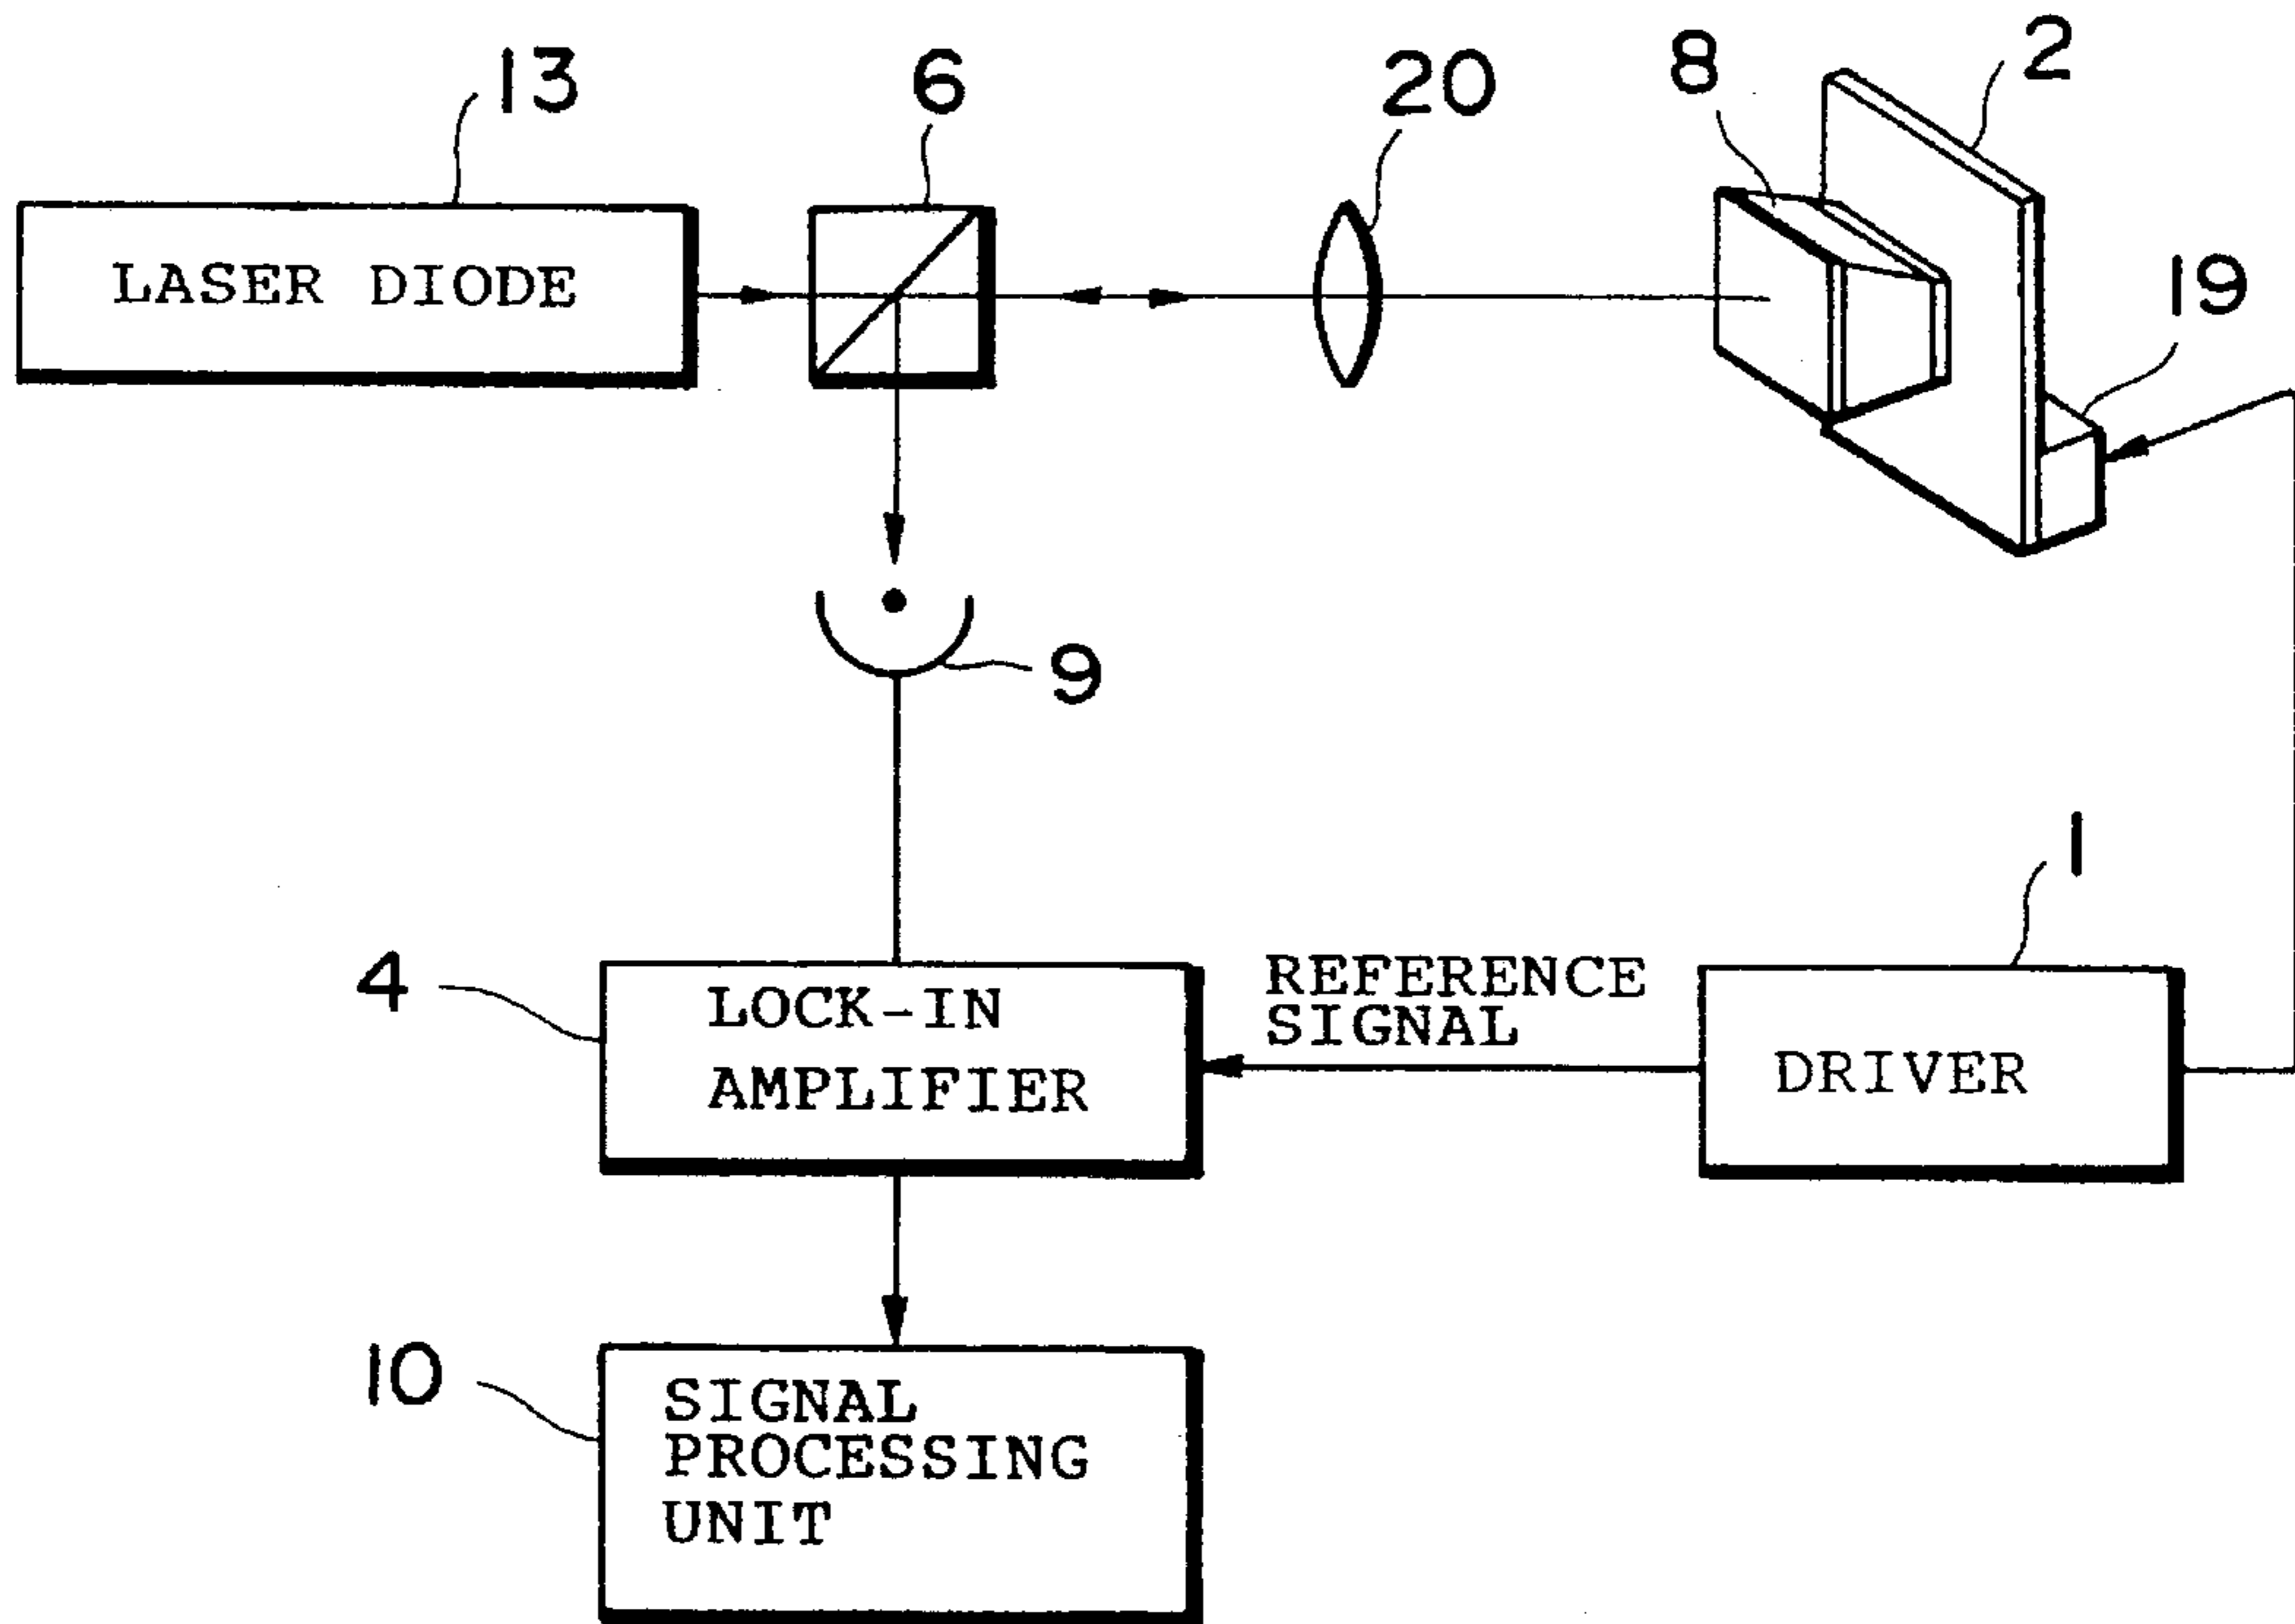 13
6
20
8
2
LASER DIODE
19
9
1
4
LOCK-IN
AMPLIFIER
REFERENCE
SIGNAL
DRIVER
10
SIGNAL
PROCESSING
UNIT